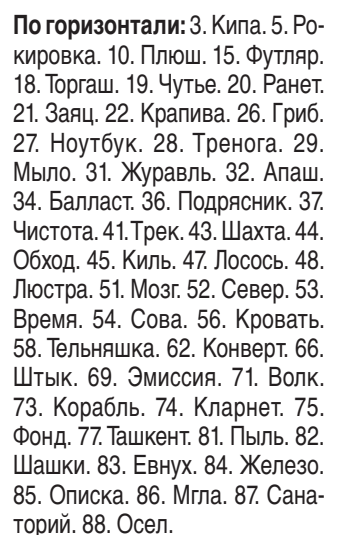 По горизонтали: 3. Кипа. 5. Ро-
кировка. 10. Плюш. 15. Футляр.
18. Торгаш. 19. Чутье. 20. Ранет.
21. Заяц. 22. Крапива. 26. Гриб.
27. Ноутбук. 28. Тренога. 29.
Мыло. 31. Журавль. 32. Апаш.
34. Балласт. 36. Подрясник. 37.
Чистота. 41.Трек. 43. Шахта. 44.
Обход. 45. Киль. 47. Лосось. 48.
Люстра. 51. Мозг. 52. Север. 53.
Время. 54. Сова. 56. Кровать.
58. Тельняшка. 62. Конверт. 66.
Штык. 69. Эмиссия. 71. Волк.
73. Корабль. 74. Кларнет. 75.
Фонд. 77. Ташкент. 81. Пыль. 82.
Шашки. 83. Евнух. 84. Железо.
85. Описка. 86. Мгла. 87. Сана-
торий. 88. Осел.